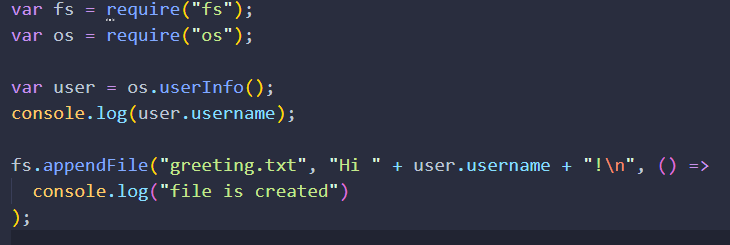 var fs = require("fs");
var os = require("os");
var user = os.userInfo();
console.log(user.username);
fs.appendFile("greeting.txt", "Hi " + user.username + "!\n", () =>
console.log("file is created")
);